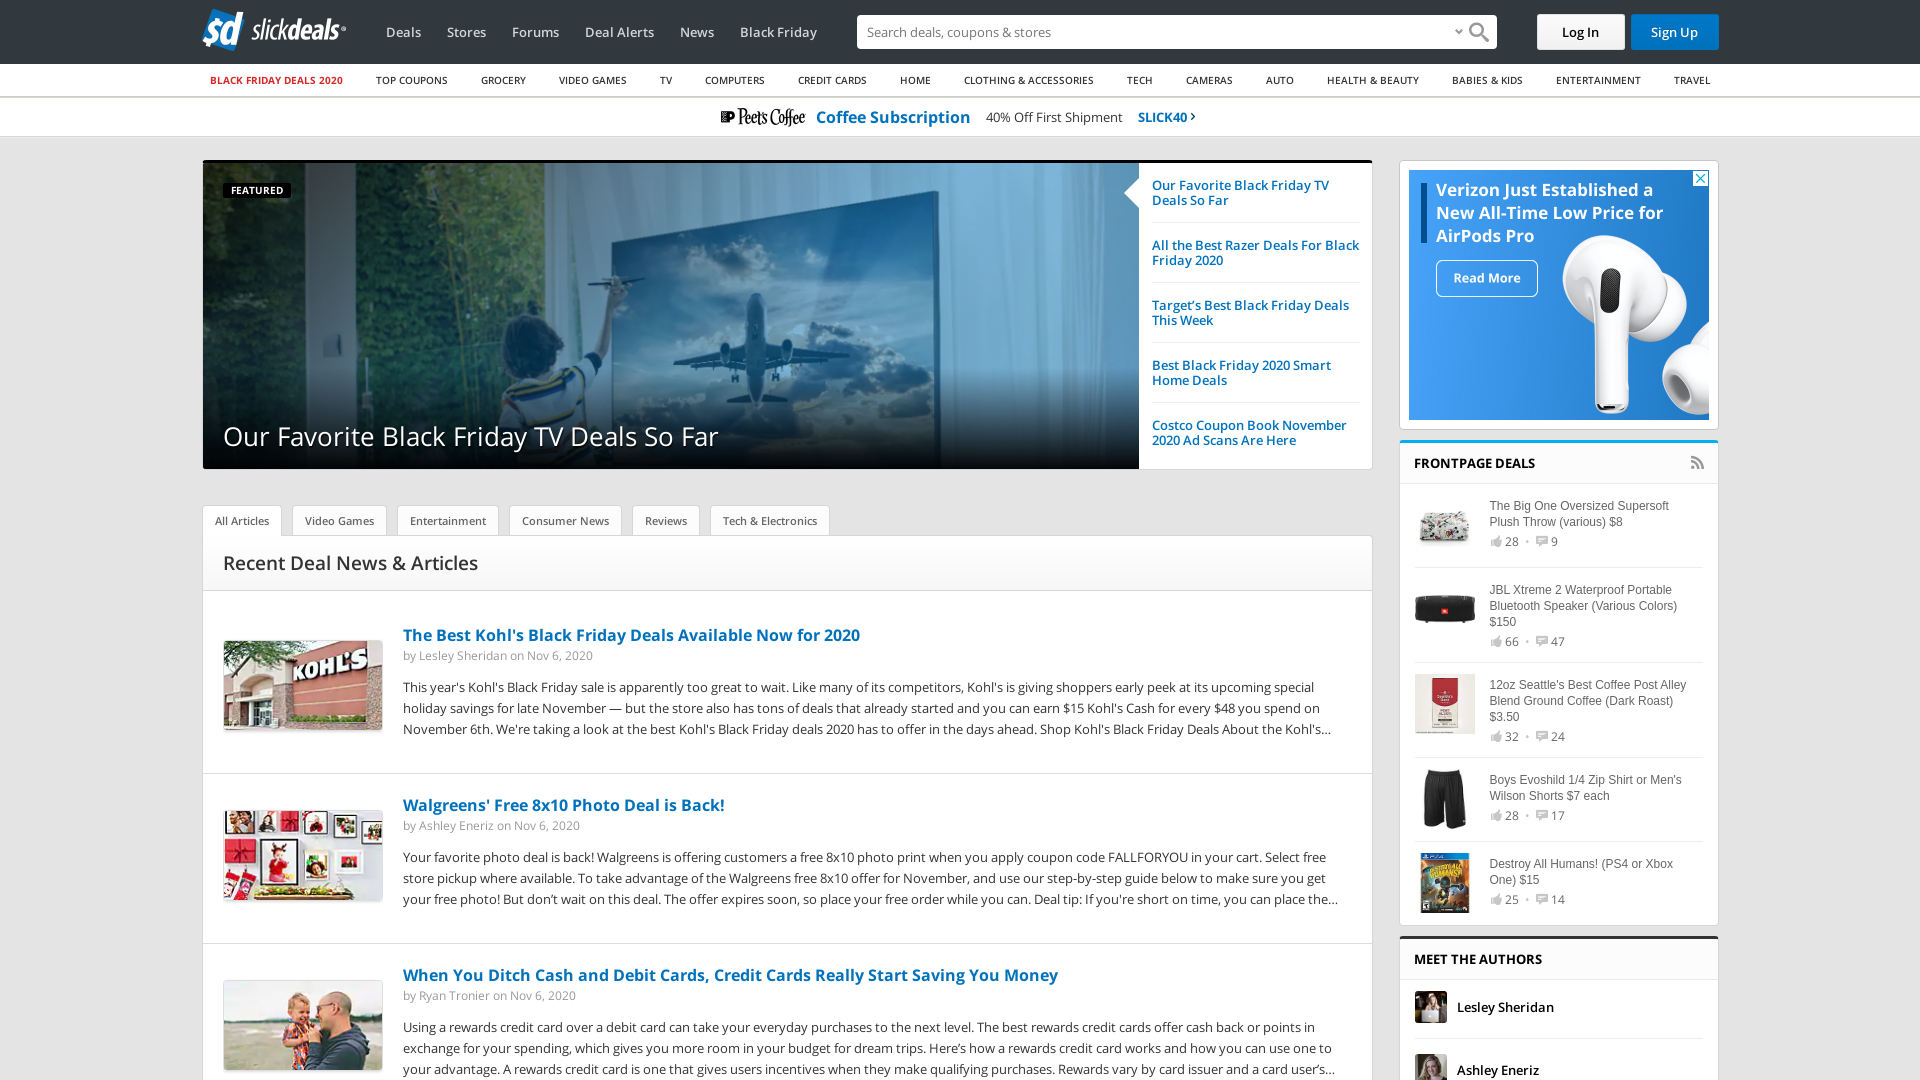 slickdeals®
Deals
Stores
Forums
Deal Alerts
News
Black Friday
Search deals, coupons & stores
Log In
Sign Up
BLACK FRIDAY DEALS 2020
TOP COUPONS
GROCERY
VIDEO GAMES
TV
COMPUTERS
CREDIT CARDS
HOME
CLOTHING & ACCESSORIES
TECH
CAMERAS
AUTO
HEALTH & BEAUTY
BABIES & KIDS
ENTERTAINMENT
TRAVEL
Peet's Coffee Coffee Subscription 40% Off First Shipment SLICK40
FEATURED
Our Favorite Black Friday TV Deals So Far
Our Favorite Black Friday TV
Deals So Far
All the Best Razer Deals For Black
Friday 2020
Target’s Best Black Friday Deals
This Week
Best Black Friday 2020 Smart
Home Deals
Costco Coupon Book November
2020 Ad Scans Are Here
All Articles
Video Games
Entertainment
Consumer News
Reviews
Tech & Electronics
Recent Deal News & Articles
KOHL'S
The Best Kohl's Black Friday Deals Available Now for 2020
by Lesley Sheridan on Nov 6, 2020
This year's Kohl's Black Friday sale is apparently too great to wait. Like many of its competitors, Kohl's is giving shoppers early peek at its upcoming special
holiday savings for late November — but the store also has tons of deals that already started and you can earn $15 Kohl's Cash for every $48 you spend on
November 6th. We're taking a look at the best Kohl's Black Friday deals 2020 has to offer in the days ahead. Shop Kohl's Black Friday Deals About the Kohl's…
Walgreens' Free 8x10 Photo Deal is Back!
by Ashley Eneriz on Nov 6, 2020
Your favorite photo deal is back! Walgreens is offering customers a free 8x10 photo print when you apply coupon code FALLFORYOU in your cart. Select free
store pickup where available. To take advantage of the Walgreens free 8x10 offer for November, and use our step-by-step guide below to make sure you get
your free photo! But don’t wait on this deal. The offer expires soon, so place your free order while you can. Deal tip: If you're short on time, you can place the…
When You Ditch Cash and Debit Cards, Credit Cards Really Start Saving You Money
by Ryan Tronier on Nov 6, 2020
Using a rewards credit card over a debit card can take your everyday purchases to the next level. The best rewards credit cards offer cash back or points in
exchange for your spending, which gives you more room in your budget for dream trips. Here’s how a rewards credit card works and how you can use one to
your advantage. A rewards credit card is one that gives users incentives when they make qualifying purchases. Rewards vary by card issuer and a card user’s…
Verizon Just Established a
New All-Time Low Price for
AirPods Pro
Read More
FRONTPAGE DEALS
The Big One Oversized Supersoft
Plush Throw (various) $8
28 • 9
JBL Xtreme 2 Waterproof Portable
Bluetooth Speaker (Various Colors)
$150
66 • 47
12oz Seattle's Best Coffee Post Alley
Blend Ground Coffee (Dark Roast)
$3.50
32 • 24
Boys Evoshild 1/4 Zip Shirt or Men's
Wilson Shorts $7 each
28 • 17
Destroy All Humans! (PS4 or Xbox
One) $15
25 • 14
MEET THE AUTHORS
Lesley Sheridan
Ashley Eneriz